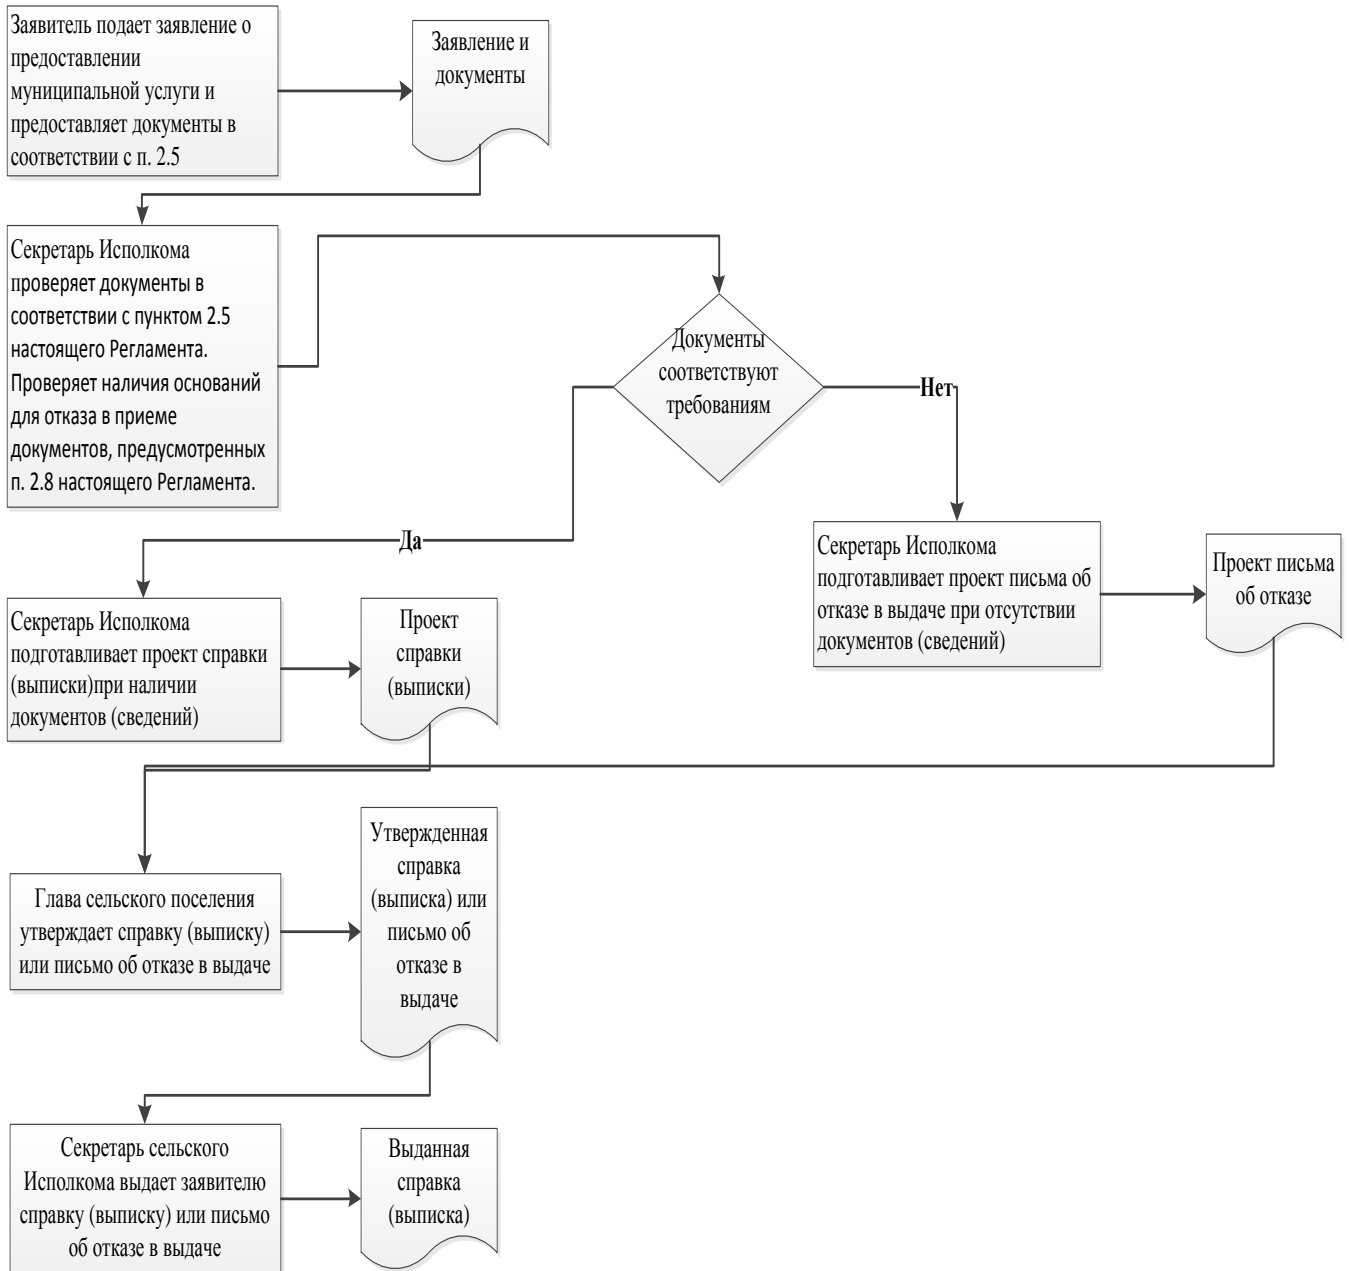 Заявитель подает заявление о
предоставлении
муниципальной услуги и
предоставляет документы в
соответствии с п. 2.5
Заявление и
документы
Секретарь Исполкома
проверяет документы в
соответствии с пунктом 2.5
настоящего Регламента.
Проверяет наличия оснований
для отказа в приеме
документов, предусмотренных
п. 2.8 настоящего Регламента.
Документы
соответствуют
требованиям
Нет
Да
Секретарь Исполкома
подготавливает проект письма об
отказе в выдаче при отсутствии
документов (сведений)
Проект письма
об отказе
Секретарь Исполкома
подготавливает проект справки
(выписки)при наличии
документов (сведений)
Проект
справки
(выписки)
Глава сельского поселения
утверждает справку (выписку)
или письмо об отказе в выдаче
Утвержденная
справка
(выписка) или
письмо об
отказе в
выдаче
Секретарь сельского
Исполкома выдает заявителю
справку (выписку) или письмо
об отказе в выдаче
Выданная
справка
(выписка)